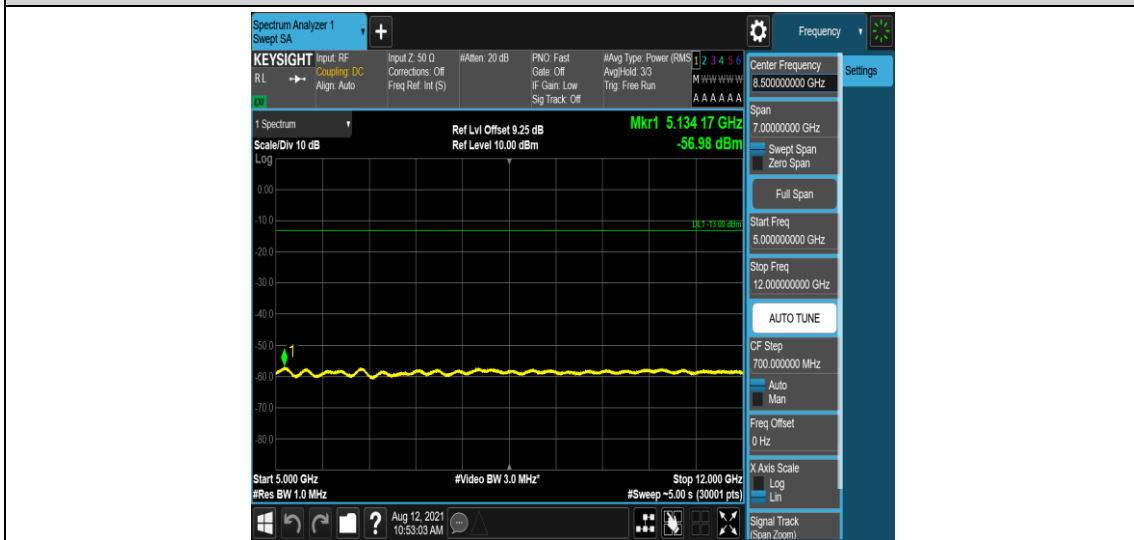 Spectrum Analyzer 1
Swept SA
+
Frequency
KEYSIGHT
RL
LXI
Input: RF
Coupling: DC
Align: Auto
Input Z: 50 Ω
Corrections: Off
Freq Ref: Int (S)
#Atten: 20 dB
PNO: Fast
Gate: Off
IF Gain: Low
Sig Track: Off
#Avg Type: Power (RMS
Avg|Hold: 3/3
Trig: Free Run
1 2 3 4 5 6
M W W W W W
A A A A A A
1 Spectrum
Scale/Div 10 dB
Log
Ref Lvl Offset 9.25 dB
Ref Level 10.00 dBm
Mkr1 5.134 17 GHz
-56.98 dBm
0.00
-10.0
DL1 -13.00 dBm
-20.0
-30.0
-40.0
-50.0
1
-60.0
-70.0
-80.0
Start 5.000 GHz
#Res BW 1.0 MHz
#Video BW 3.0 MHz*
Stop 12.000 GHz
#Sweep ~5.00 s (30001 pts)
?
Aug 12, 2021
10:53:03 AM
Center Frequency
8.500000000 GHz
Settings
Span
7.00000000 GHz
Swept Span
Zero Span
Full Span
Start Freq
5.000000000 GHz
Stop Freq
12.000000000 GHz
AUTO TUNE
CF Step
700.000000 MHz
Auto
Man
Freq Offset
0 Hz
X Axis Scale
Log
Lin
Signal Track
(Span Zoom)